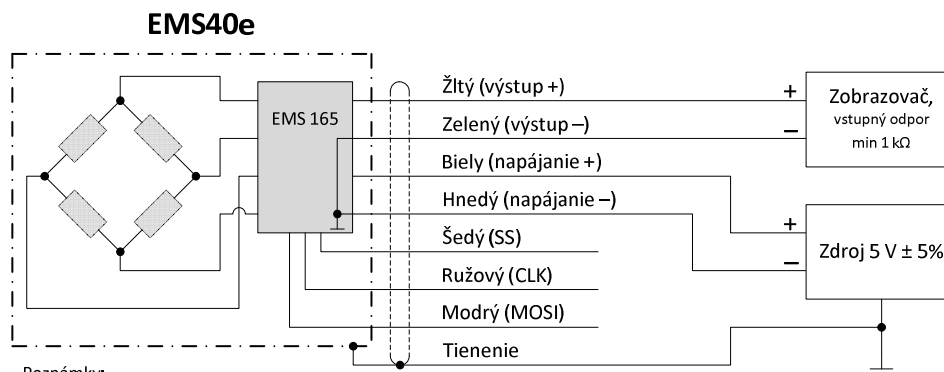 EMS40e
EMS 165
Žltý (výstup +)
Zelený (výstup –)
Biely (napájanie +)
Hnedý (napájanie –)
Šedý (SS)
Ružový (CLK)
Modrý (MOSI)
Tienenie
+
–
Zobrazovač,
vstupný odpor
min 1 kΩ
+
–
Zdroj 5 V ± 5%
Poznámky: